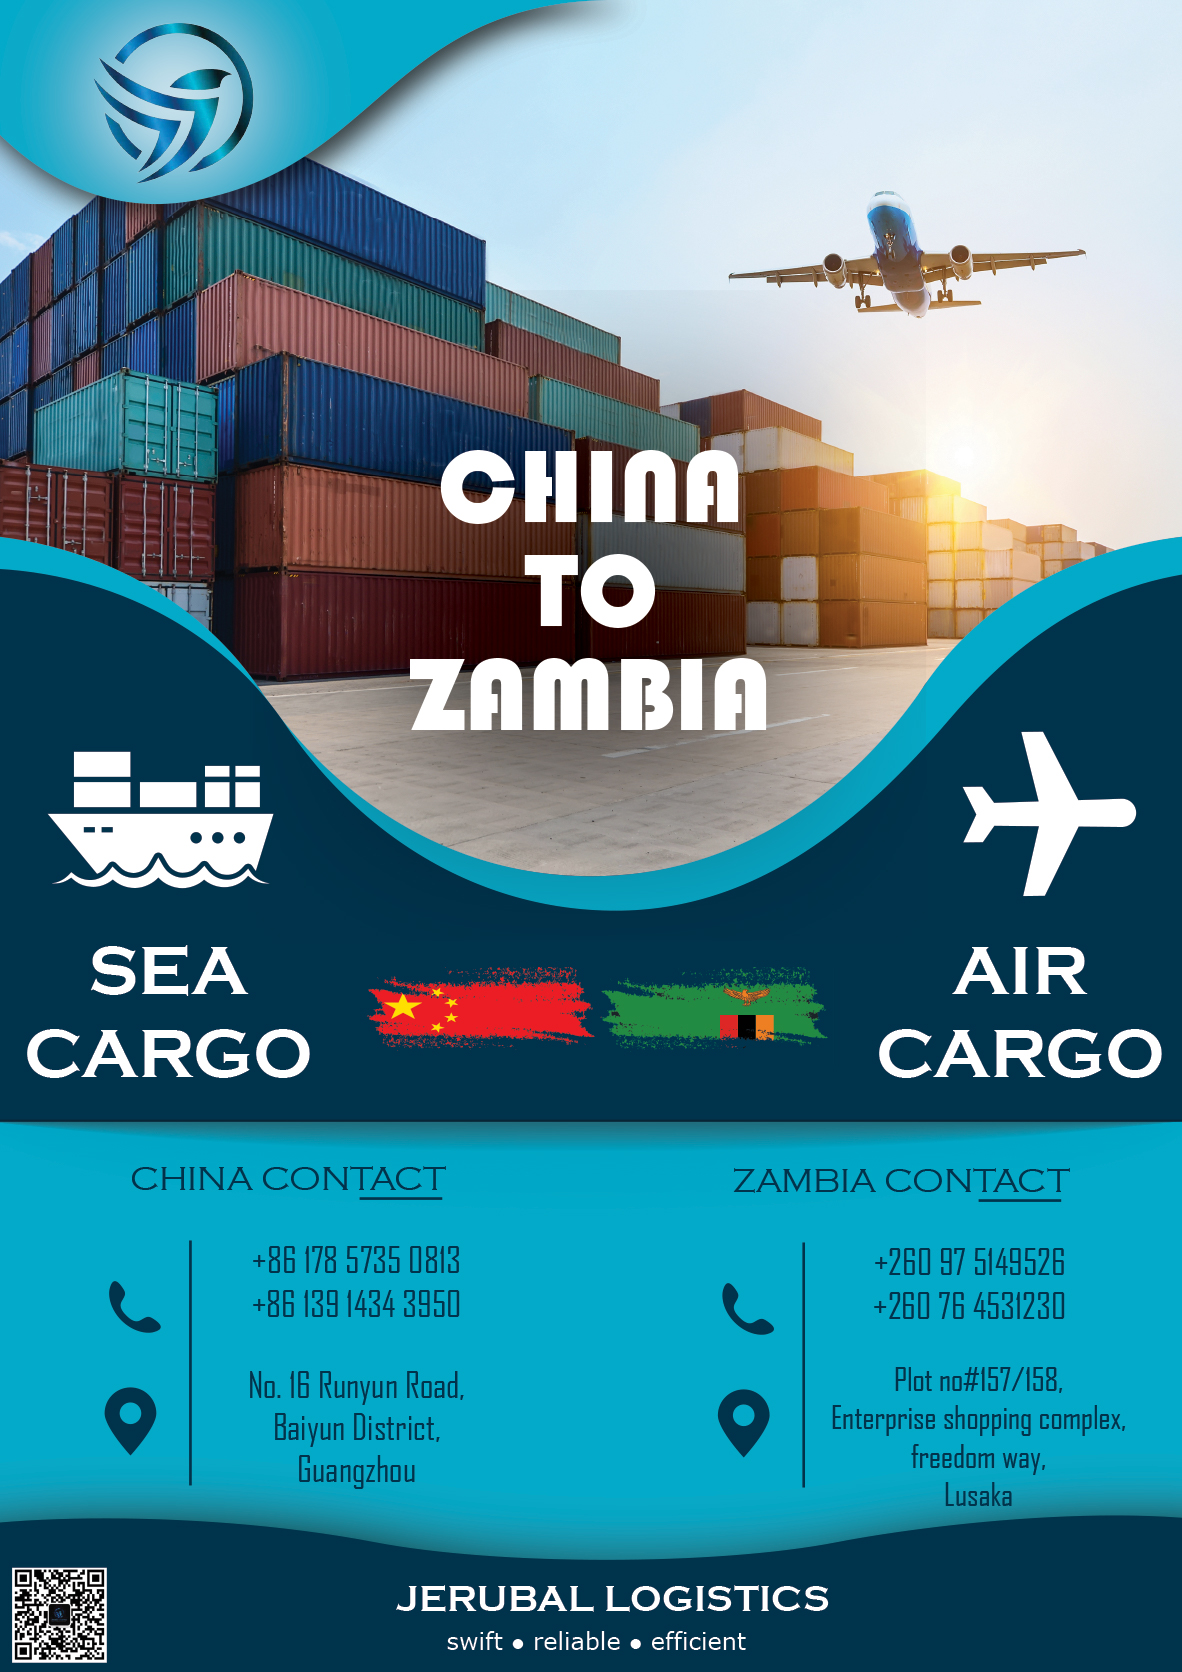 CHINA
TO
ZAMBIA
SEA
CARGO
AIR
CARGO
CHINA CONTACT
+86 178 5735 0813
+86 139 1434 3950
No. 16 Runyun Road,
Baiyun District,
Guangzhou
ZAMBIA CONTACT
+260 97 5149526
+260 76 4531230
Plot no#157/158,
Enterprise shopping complex,
freedom way,
Lusaka
JERUBAL LOGISTICS
swift ● reliable ● efficient